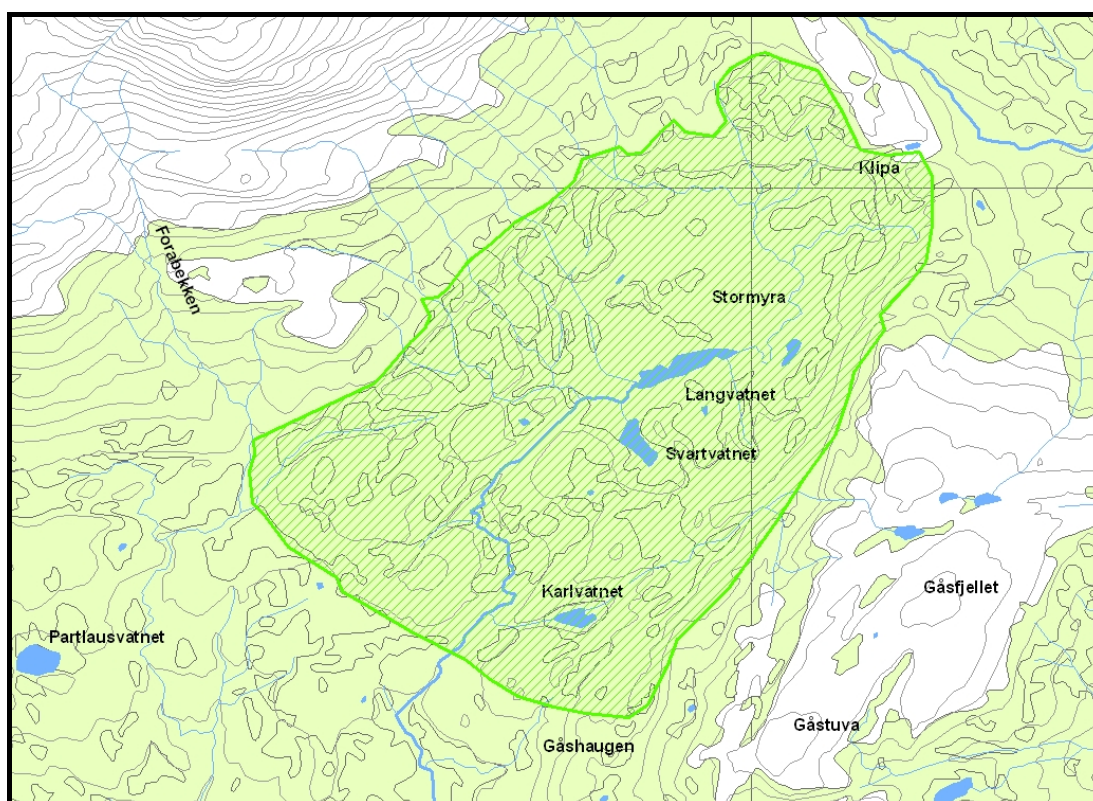 Klipa
Forabekken
Stormyra
Langvatnet
Svartvatnet
Gåsfjellet
Karlvatnet
Partlausvatnet
Gåstuva
Gåshaugen